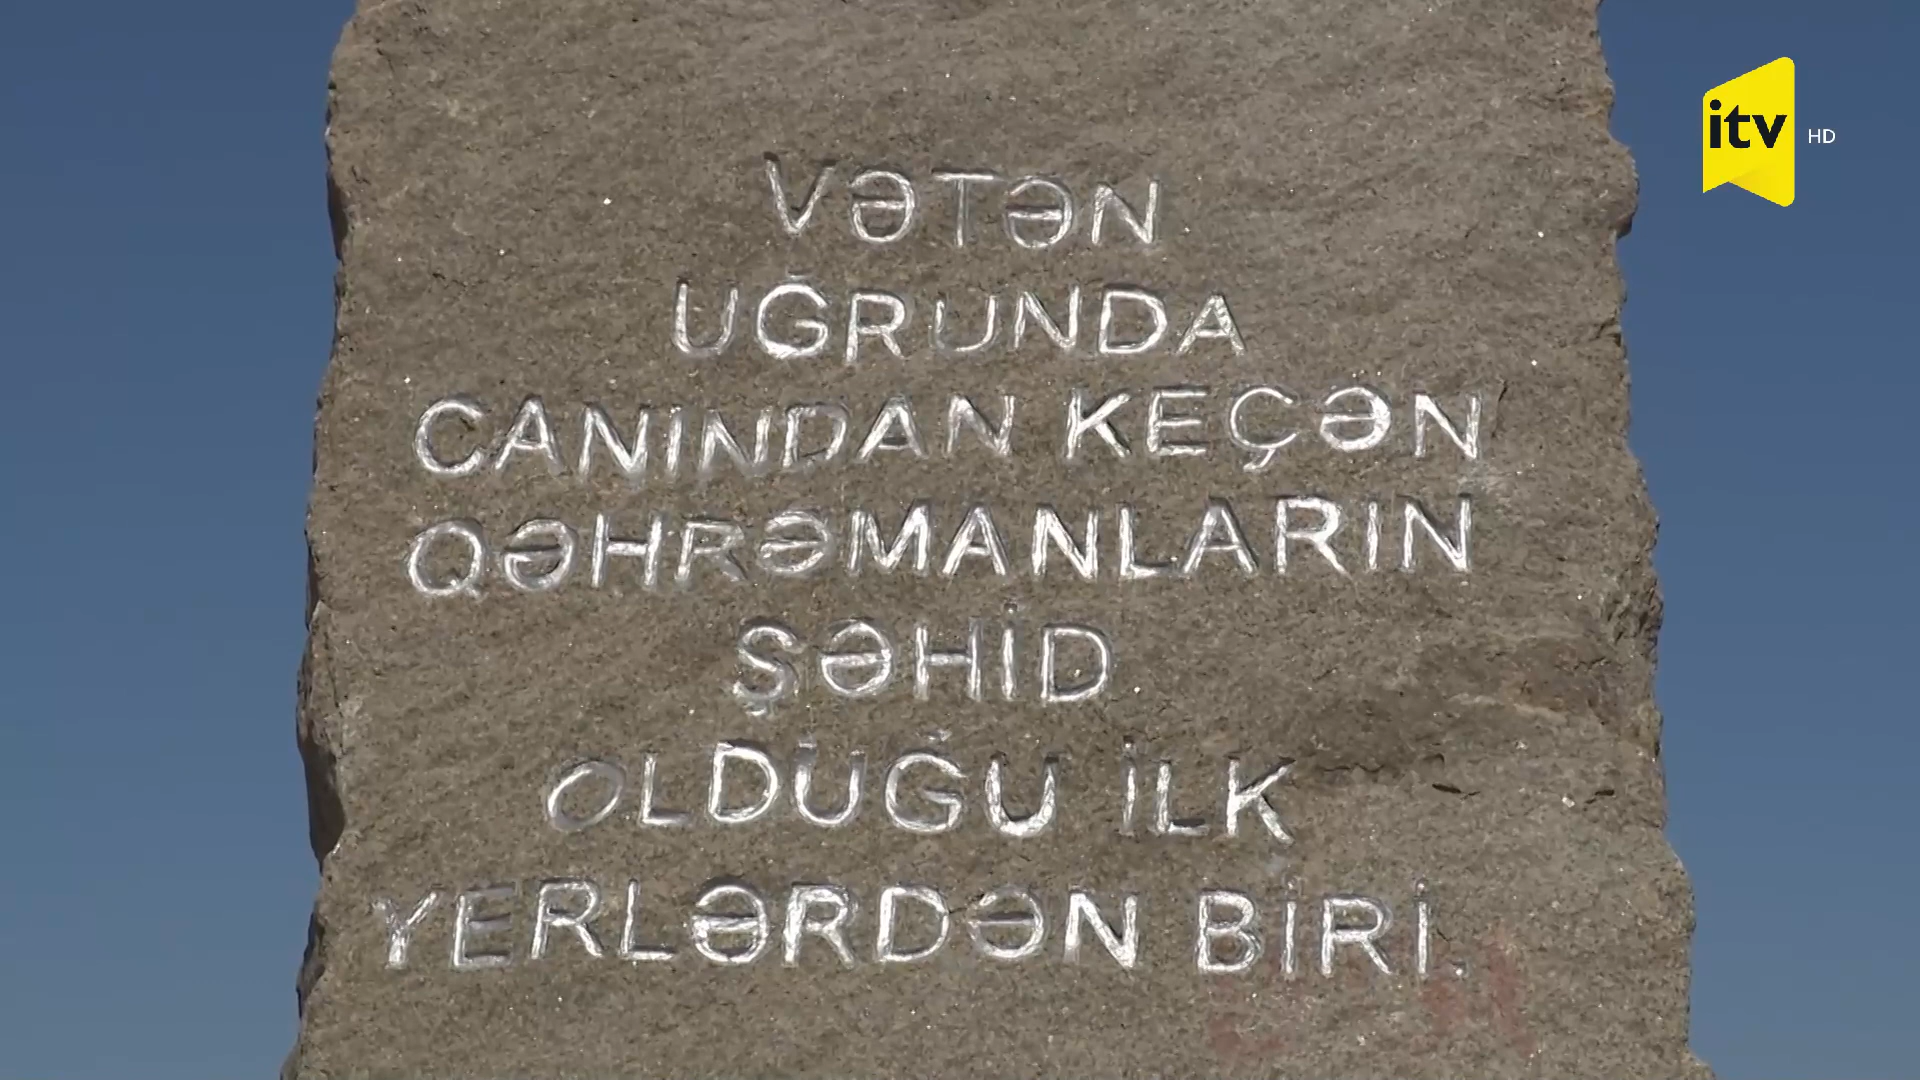 itv HD
VƏTƏN
UĞRUNDA
CANINDAN KEÇƏN
QƏHRƏMANLARIN
ŞƏHİD
OLDUĞU İLK
YERLƏRDƏN BİRİ.